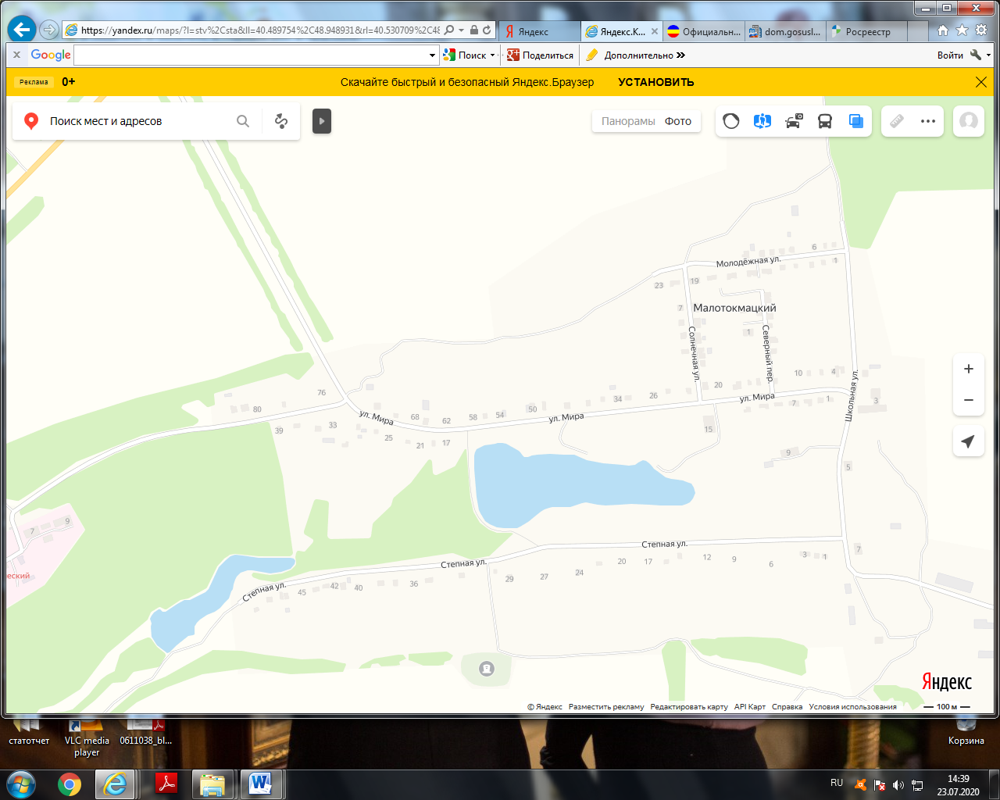 https://yandex.ru/maps/?l=stv%2Csta&ll=40.489754%2C48.948931&rl=40.530709%2C48
Яндекс
Яндекс.К...
Официальн...
dom.gosusl...
Росреестр
Google
Поиск
Поделиться
Дополнительно
Войти
Реклама
0+
Скачайте быстрый и безопасный Яндекс.Браузер
УСТАНОВИТЬ
Поиск мест и адресов
Панорамы
Фото
6
Молодёжная ул.
1
23
19
7
Малотокмацкий
Солнечная ул.
1
Северный пер.
10
4
Школьная ул.
76
20
26
34
ул. Мира
7
1
3
80
50
54
58
62
68
ул. Мира
ул. Мира
39
33
25
21
17
15
9
5
9
7
еский
Степная ул.
7
3
1
6
9
12
17
20
24
27
29
Степная ул.
36
40
42
45
Степная ул.
Яндекс
© Яндекс
Разместить рекламу
Редактировать карту
API Карт
Справка
Условия использования
100 м
статотчет
VLC media
player
0611038_bl...
Корзина
RU
14:39
23.07.2020